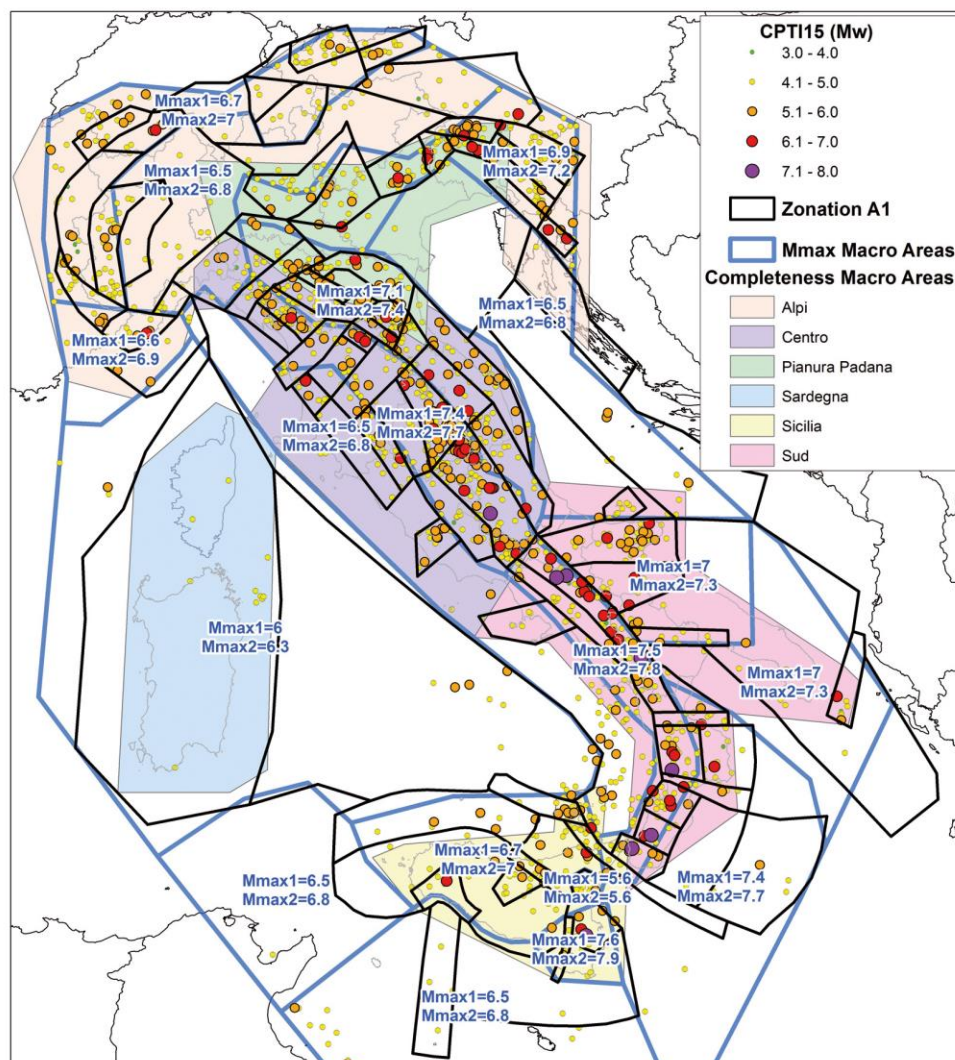 CPTI15 (Mw)
3.0 - 4.0
4.1 - 5.0
5.1 - 6.0
6.1 - 7.0
7.1 - 8.0
Zonation A1
Mmax Macro Areas
Completeness Macro Areas
Alpi
Centro
Pianura Padana
Sardegna
Sicilia
Sud
Mmax1=6.7
Mmax2=7
Mmax1=6.9
Mmax2=7.2
Mmax1=6.5
Mmax2=6.8
Mmax1=7.1
Mmax2=7.4
Mmax1=6.5
Mmax2=6.8
Mmax1=6.6
Mmax2=6.9
Mmax1=7.4
Mmax2=7.7
Mmax1=6.5
Mmax2=6.8
Mmax1=7
Mmax2=7.3
Mmax1=6
Mmax2=6.3
Mmax1=7.5
Mmax2=7.8
Mmax1=7
Mmax2=7.3
Mmax1=6.7
Mmax2=7
Mmax1=6.5
Mmax2=6.8
Mmax1=5.6
Mmax2=5.6
Mmax1=7.4
Mmax2=7.7
Mmax1=7.6
Mmax2=7.9
Mmax1=6.5
Mmax2=6.8